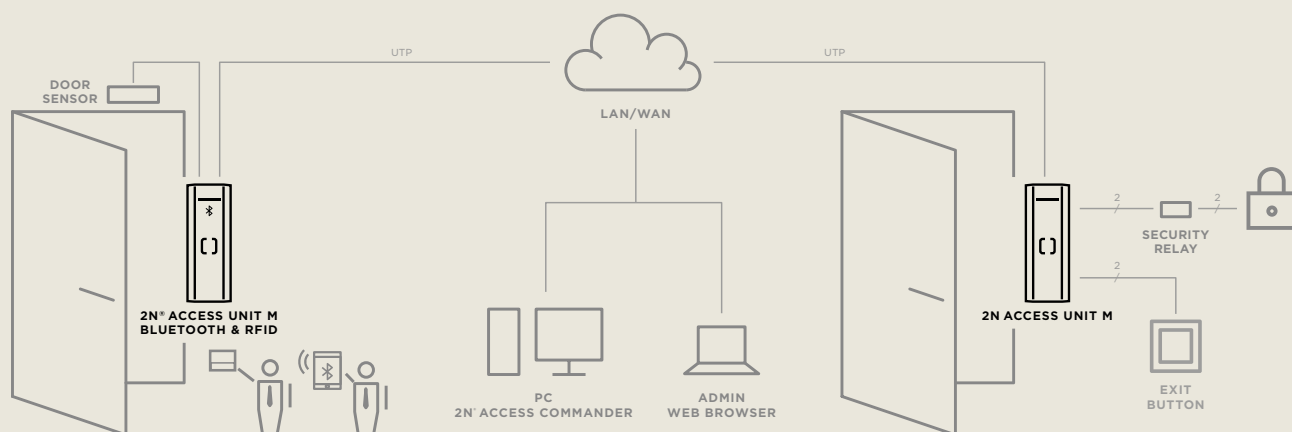 UTP
UTP
DOOR
SENSOR
LAN/WAN
2
2
SECURITY
RELAY
2
2N® ACCESS UNIT M
BLUETOOTH & RFID
2N ACCESS UNIT M
PC
2N ACCESS COMMANDER
ADMIN
WEB BROWSER
EXIT
BUTTON